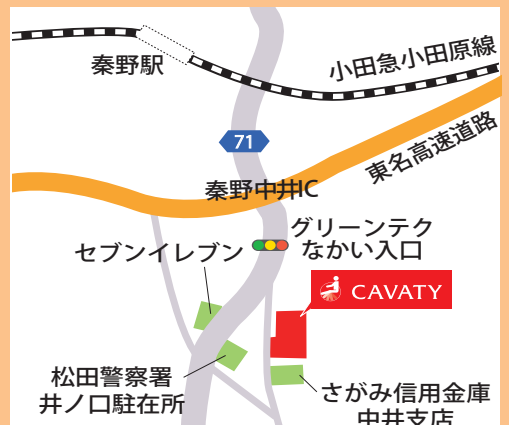 秦野駅
小田急小田原線
71
東名高速道路
秦野中井IC
グリーンテク
なかい入口
セブンイレブン
CAVATY
松田警察署
井ノ口駐在所
さがみ信用金庫
中井支店